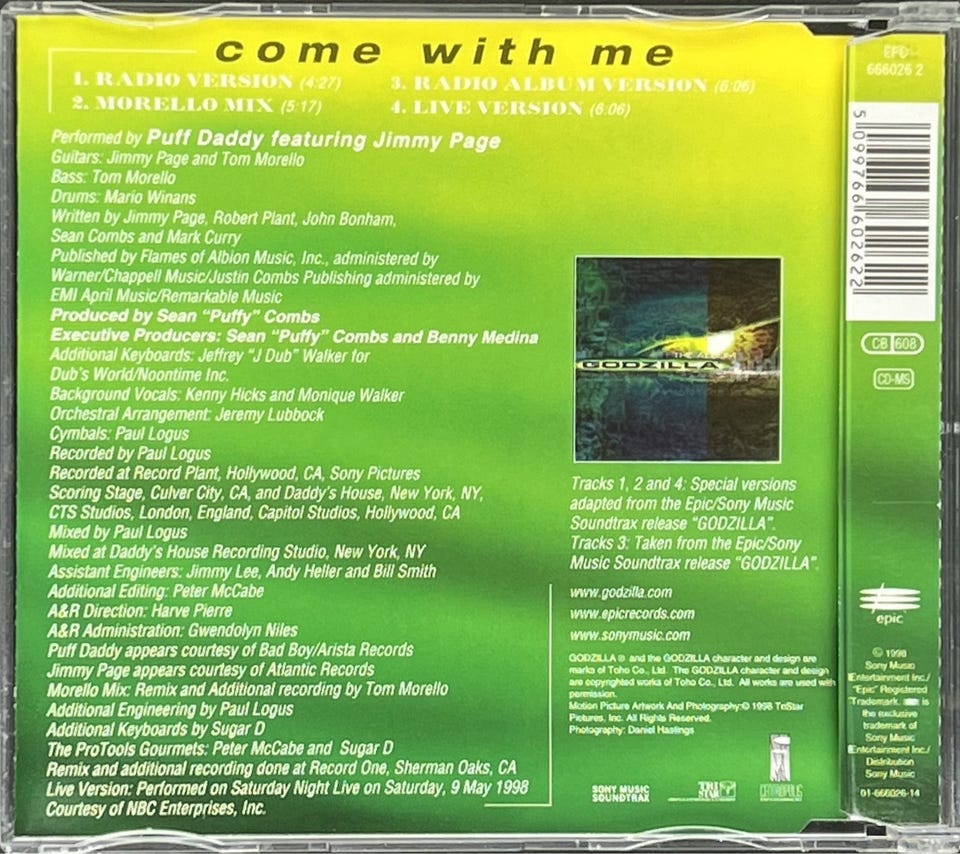 come with me
1. RADIO VERSION (4:27)
2. MORELLO MIX (5:17)
3. RADIO ALBUM VERSION (6:06)
4. LIVE VERSION (6:06)
Performed by Puff Daddy featuring Jimmy Page
Guitars: Jimmy Page and Tom Morello
Bass: Tom Morello
Drums: Mario Winans
Written by Jimmy Page, Robert Plant, John Bonham,
Sean Combs and Mark Curry
Published by Flames of Albion Music, Inc., administered by
Warner/Chappell Music/Justin Combs Publishing administered by
EMI April Music/Remarkable Music
Produced by Sean "Puffy" Combs
Executive Producers: Sean "Puffy" Combs and Benny Medina
Additional Keyboards: Jeffrey "J Dub" Walker for
Dub's World/Noontime Inc.
Background Vocals: Kenny Hicks and Monique Walker
Orchestral Arrangement: Jeremy Lubbock
Cymbals: Paul Logus
Recorded by Paul Logus
Recorded at Record Plant, Hollywood, CA, Sony Pictures
Scoring Stage, Culver City, CA, and Daddy's House, New York, NY,
CTS Studios, London, England, Capitol Studios, Hollywood, CA
Mixed by Paul Logus
Mixed at Daddy's House Recording Studio, New York, NY
Assistant Engineers: Jimmy Lee, Andy Heller and Bill Smith
Additional Editing: Peter McCabe
A&R Direction: Harve Pierre
A&R Administration: Gwendolyn Niles
Puff Daddy appears courtesy of Bad Boy/Arista Records
Jimmy Page appears courtesy of Atlantic Records
Morello Mix: Remix and Additional recording by Tom Morello
Additional Engineering by Paul Logus
Additional Keyboards by Sugar D
The ProTools Gourmets: Peter McCabe and Sugar D
Remix and additional recording done at Record One, Sherman Oaks, CA
Live Version: Performed on Saturday Night Live on Saturday, 9 May 1998
Courtesy of NBC Enterprises, Inc.
THE ALBUM
GODZILLA
Tracks 1, 2 and 4: Special versions
adapted from the Epic/Sony Music
Soundtrax release "GODZILLA".
Tracks 3: Taken from the Epic/Sony
Music Soundtrax release "GODZILLA".
www.godzilla.com
www.epicrecords.com
www.sonymusic.com
GODZILLA ® and the GODZILLA character and design are
marks of Toho Co., Ltd. The GODZILLA character and design
are copyrighted works of Toho Co., Ltd. All works are used with
permission.
Motion Picture Artwork And Photography:© 1998 TriStar
Pictures, Inc. All Rights Reserved.
Photography: Daniel Hastings
SONY MUSIC
SOUNDTRAX
TRI STAR
CENTROPOLIS
EPC
666026 2
5 099766 602622
CB 608
CD-MS
epic
© 1998
Sony Music
Entertainment Inc./
"Epic" Registered
Trademark, is
the exclusive
trademark of
Sony Music
Entertainment Inc./
Distribution
Sony Music
01-666026-14